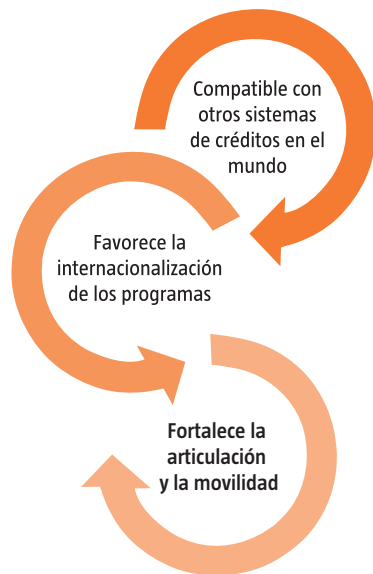 Compatible con
otros sistemas
de créditos en el
mundo
Favorece la
internacionalización
de los programas
Fortalece la
articulación
y la movilidad